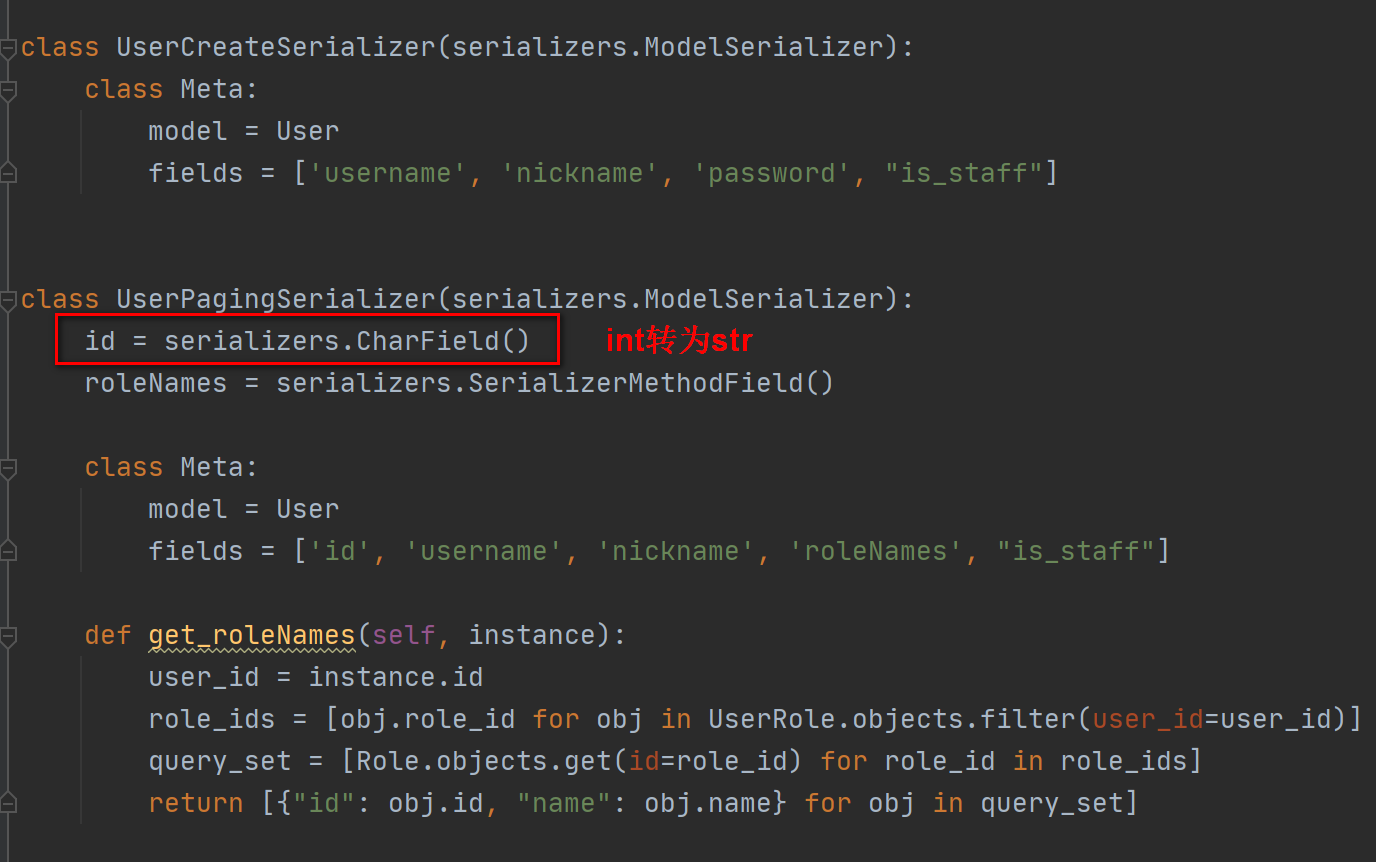 class UserCreateSerializer(serializers.ModelSerializer):
    class Meta:
        model = User
        fields = ['username', 'nickname', 'password', "is_staff"]
class UserPagingSerializer(serializers.ModelSerializer):
    id = serializers.CharField() int转为str
    roleNames = serializers.SerializerMethodField()
    class Meta:
        model = User
        fields = ['id', 'username', 'nickname', 'roleNames', "is_staff"]
    def get_roleNames(self, instance):
        user_id = instance.id
        role_ids = [obj.role_id for obj in UserRole.objects.filter(user_id=user_id)]
        query_set = [Role.objects.get(id=role_id) for role_id in role_ids]
        return [{"id": obj.id, "name": obj.name} for obj in query_set]